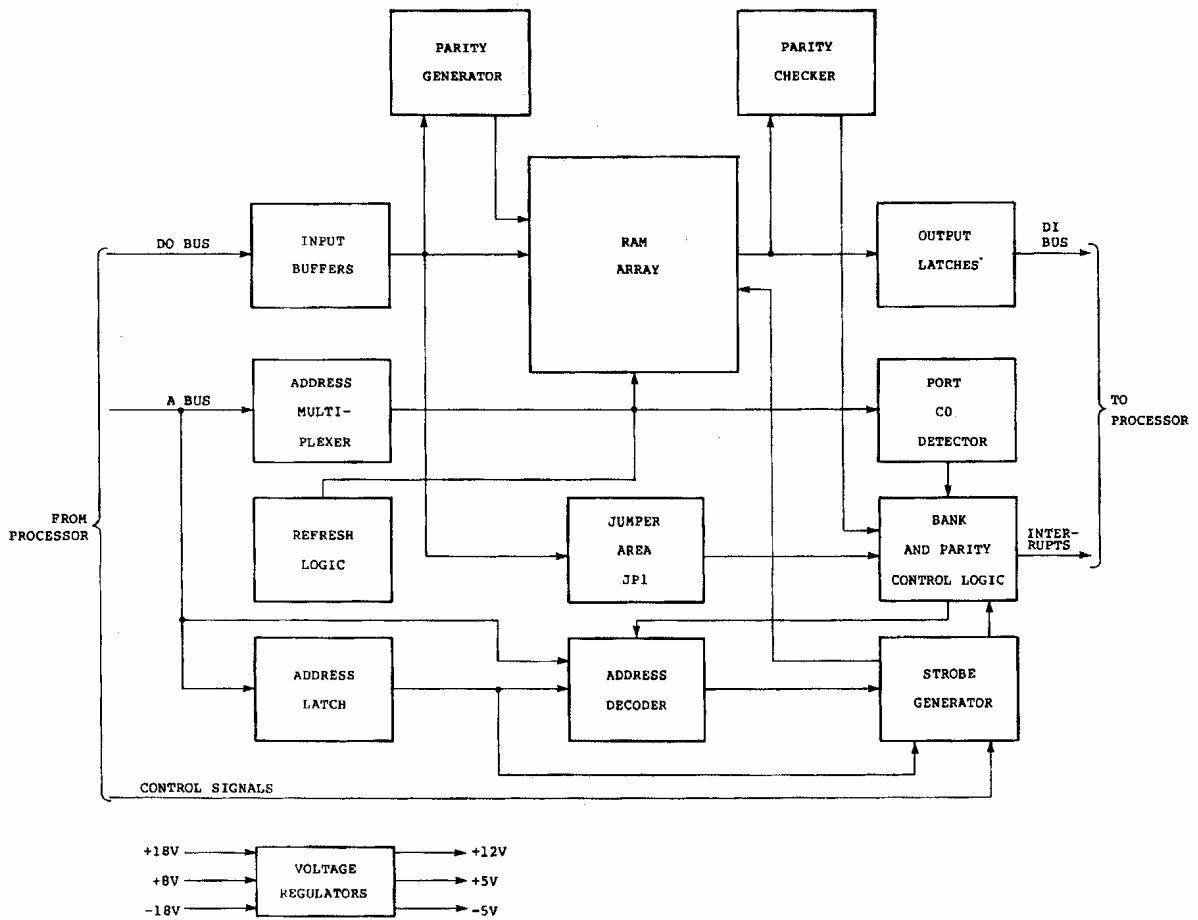 PARITY
GENERATOR
PARITY
CHECKER
DO BUS
INPUT
BUFFERS
RAM
ARRAY
OUTPUT
LATCHES
DI
BUS
A BUS
ADDRESS
MULTI-
PLEXER
PORT
C0
DETECTOR
TO
PROCESSOR
FROM
PROCESSOR
REFRESH
LOGIC
JUMPER
AREA
JP1
BANK
AND PARITY
CONTROL LOGIC
INTER-
RUPTS
ADDRESS
LATCH
ADDRESS
DECODER
STROBE
GENERATOR
CONTROL SIGNALS
+18V
+8V
-18V
VOLTAGE
REGULATORS
+12V
+5V
-5V